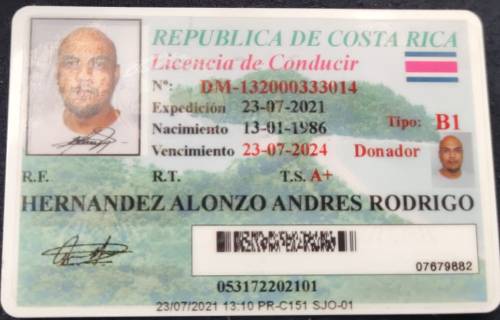 REPUBLICA DE COSTA RICA
Licencia de Conducir
Nº: DM-132000333014
Expedición 23-07-2021
Nacimiento 13-01-1986 Tipo: B1
Vencimiento 23-07-2024 Donador
R.F. R.T. T.S. A+
HERNANDEZ ALONZO ANDRES RODRIGO
07679882
053172202101
23/07/2021 13:10 PR-C151 SJO-01